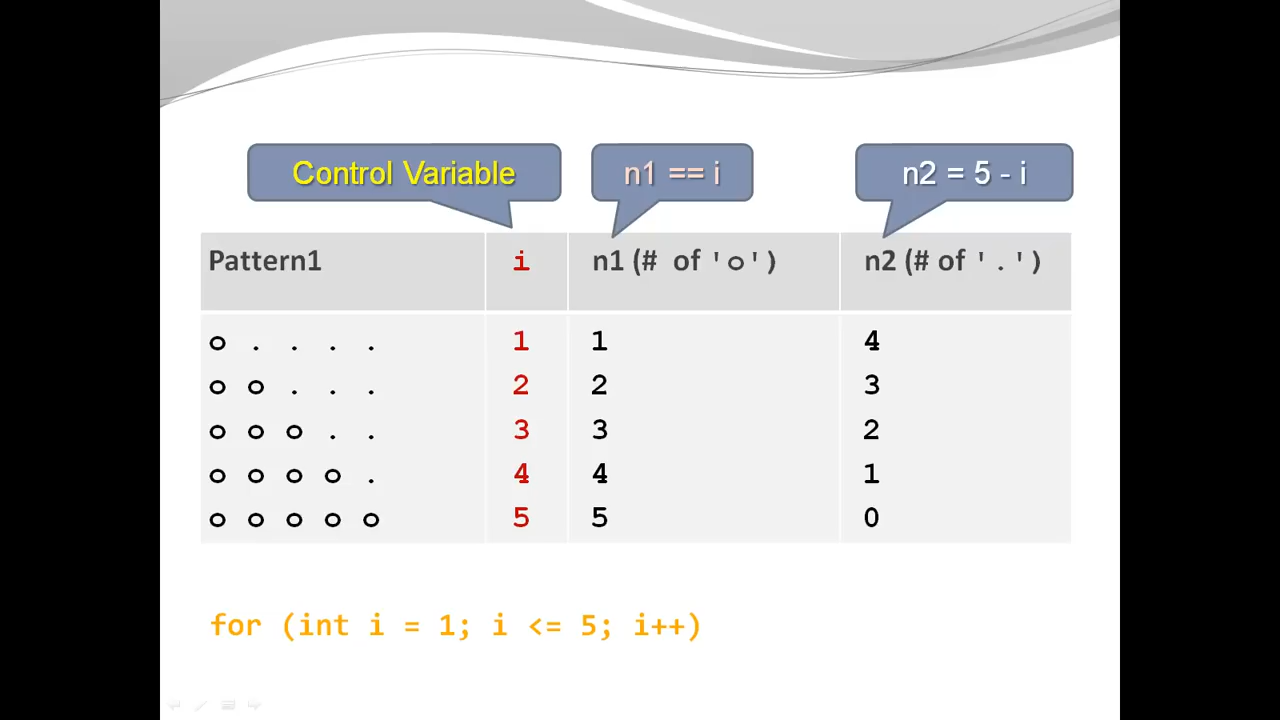 Control Variable n1 == i n2 = 5 - i
Pattern1 i n1 (# of 'o') n2 (# of '.')
o . . . . 1 1 4
o o . . . 2 2 3
o o o . . 3 3 2
o o o o . 4 4 1
o o o o o 5 5 0
for (int i = 1; i <= 5; i++)